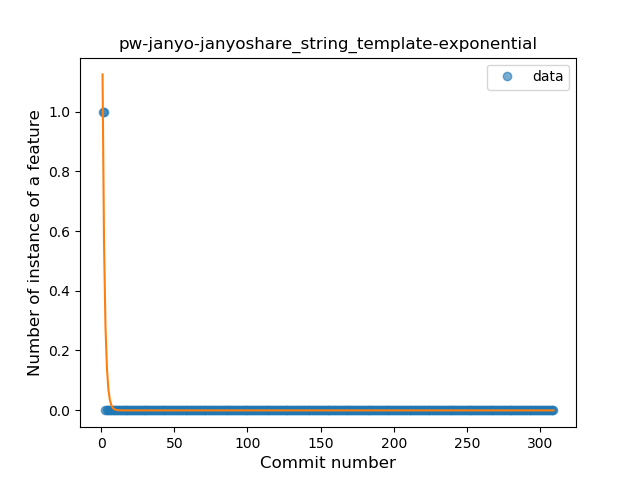 pw-janyo-janyoshare_string_template-exponential
data
Number of instance of a feature
1.0
0.8
0.6
0.4
0.2
0.0
0 50 100 150 200 250 300
Commit number